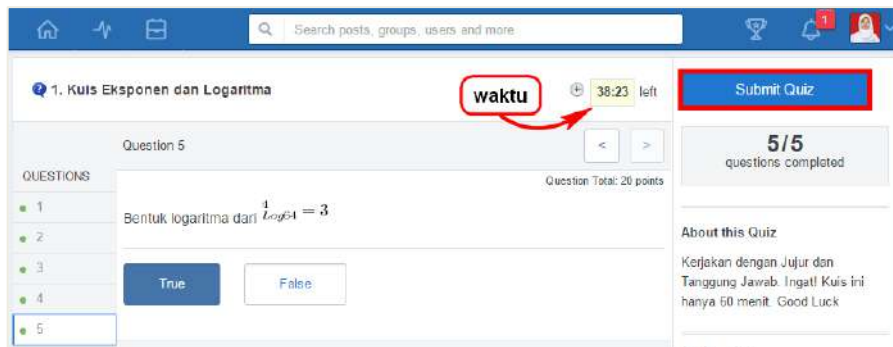 1
Search posts, groups, users and more
1. Kuis Eksponen dan Logaritma
waktu
38:23 left
Submit Quiz
Question 5
< >
5/5
questions completed
QUESTIONS
Question Total: 20 points
1
2
3
4
5
Bentuk logaritma dari ⁴Log64 = 3
True
False
About this Quiz
Kerjakan dengan Jujur dan
Tanggung Jawab. Ingat! Kuis ini
hanya 60 menit. Good Luck